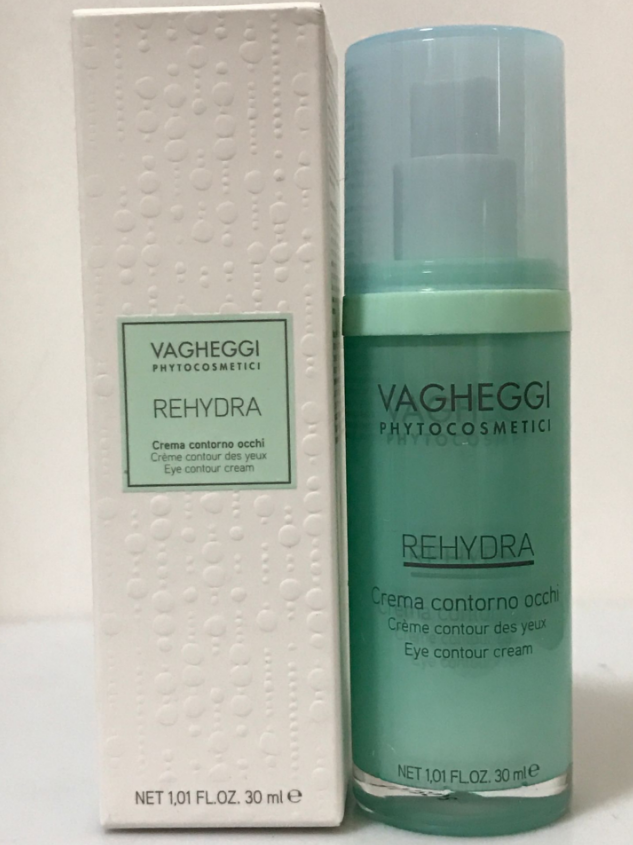 VAGHEGGI
PHYTOCOSMETICI
REHYDRA
Crema contorno occhi
Crème contour des yeux
Eye contour cream
NET 1,01 FL.OZ. 30 ml ℮
VAGHEGGI
PHYTOCOSMETICI
REHYDRA
Crema contorno occhi
Crème contour des yeux
Eye contour cream
NET 1,01 FL.OZ. 30 ml ℮